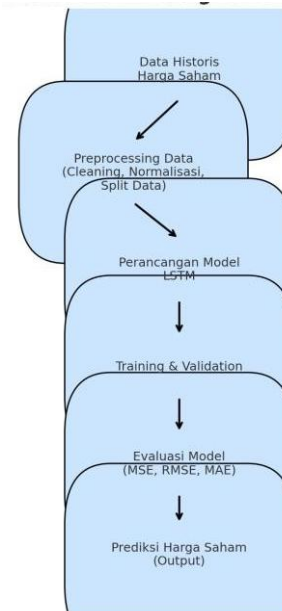 Data Historis
Harga Saham
Preprocessing Data
(Cleaning, Normalisasi,
Split Data)
Perancangan Model
LSTM
Training & Validation
Evaluasi Model
(MSE, RMSE, MAE)
Prediksi Harga Saham
(Output)